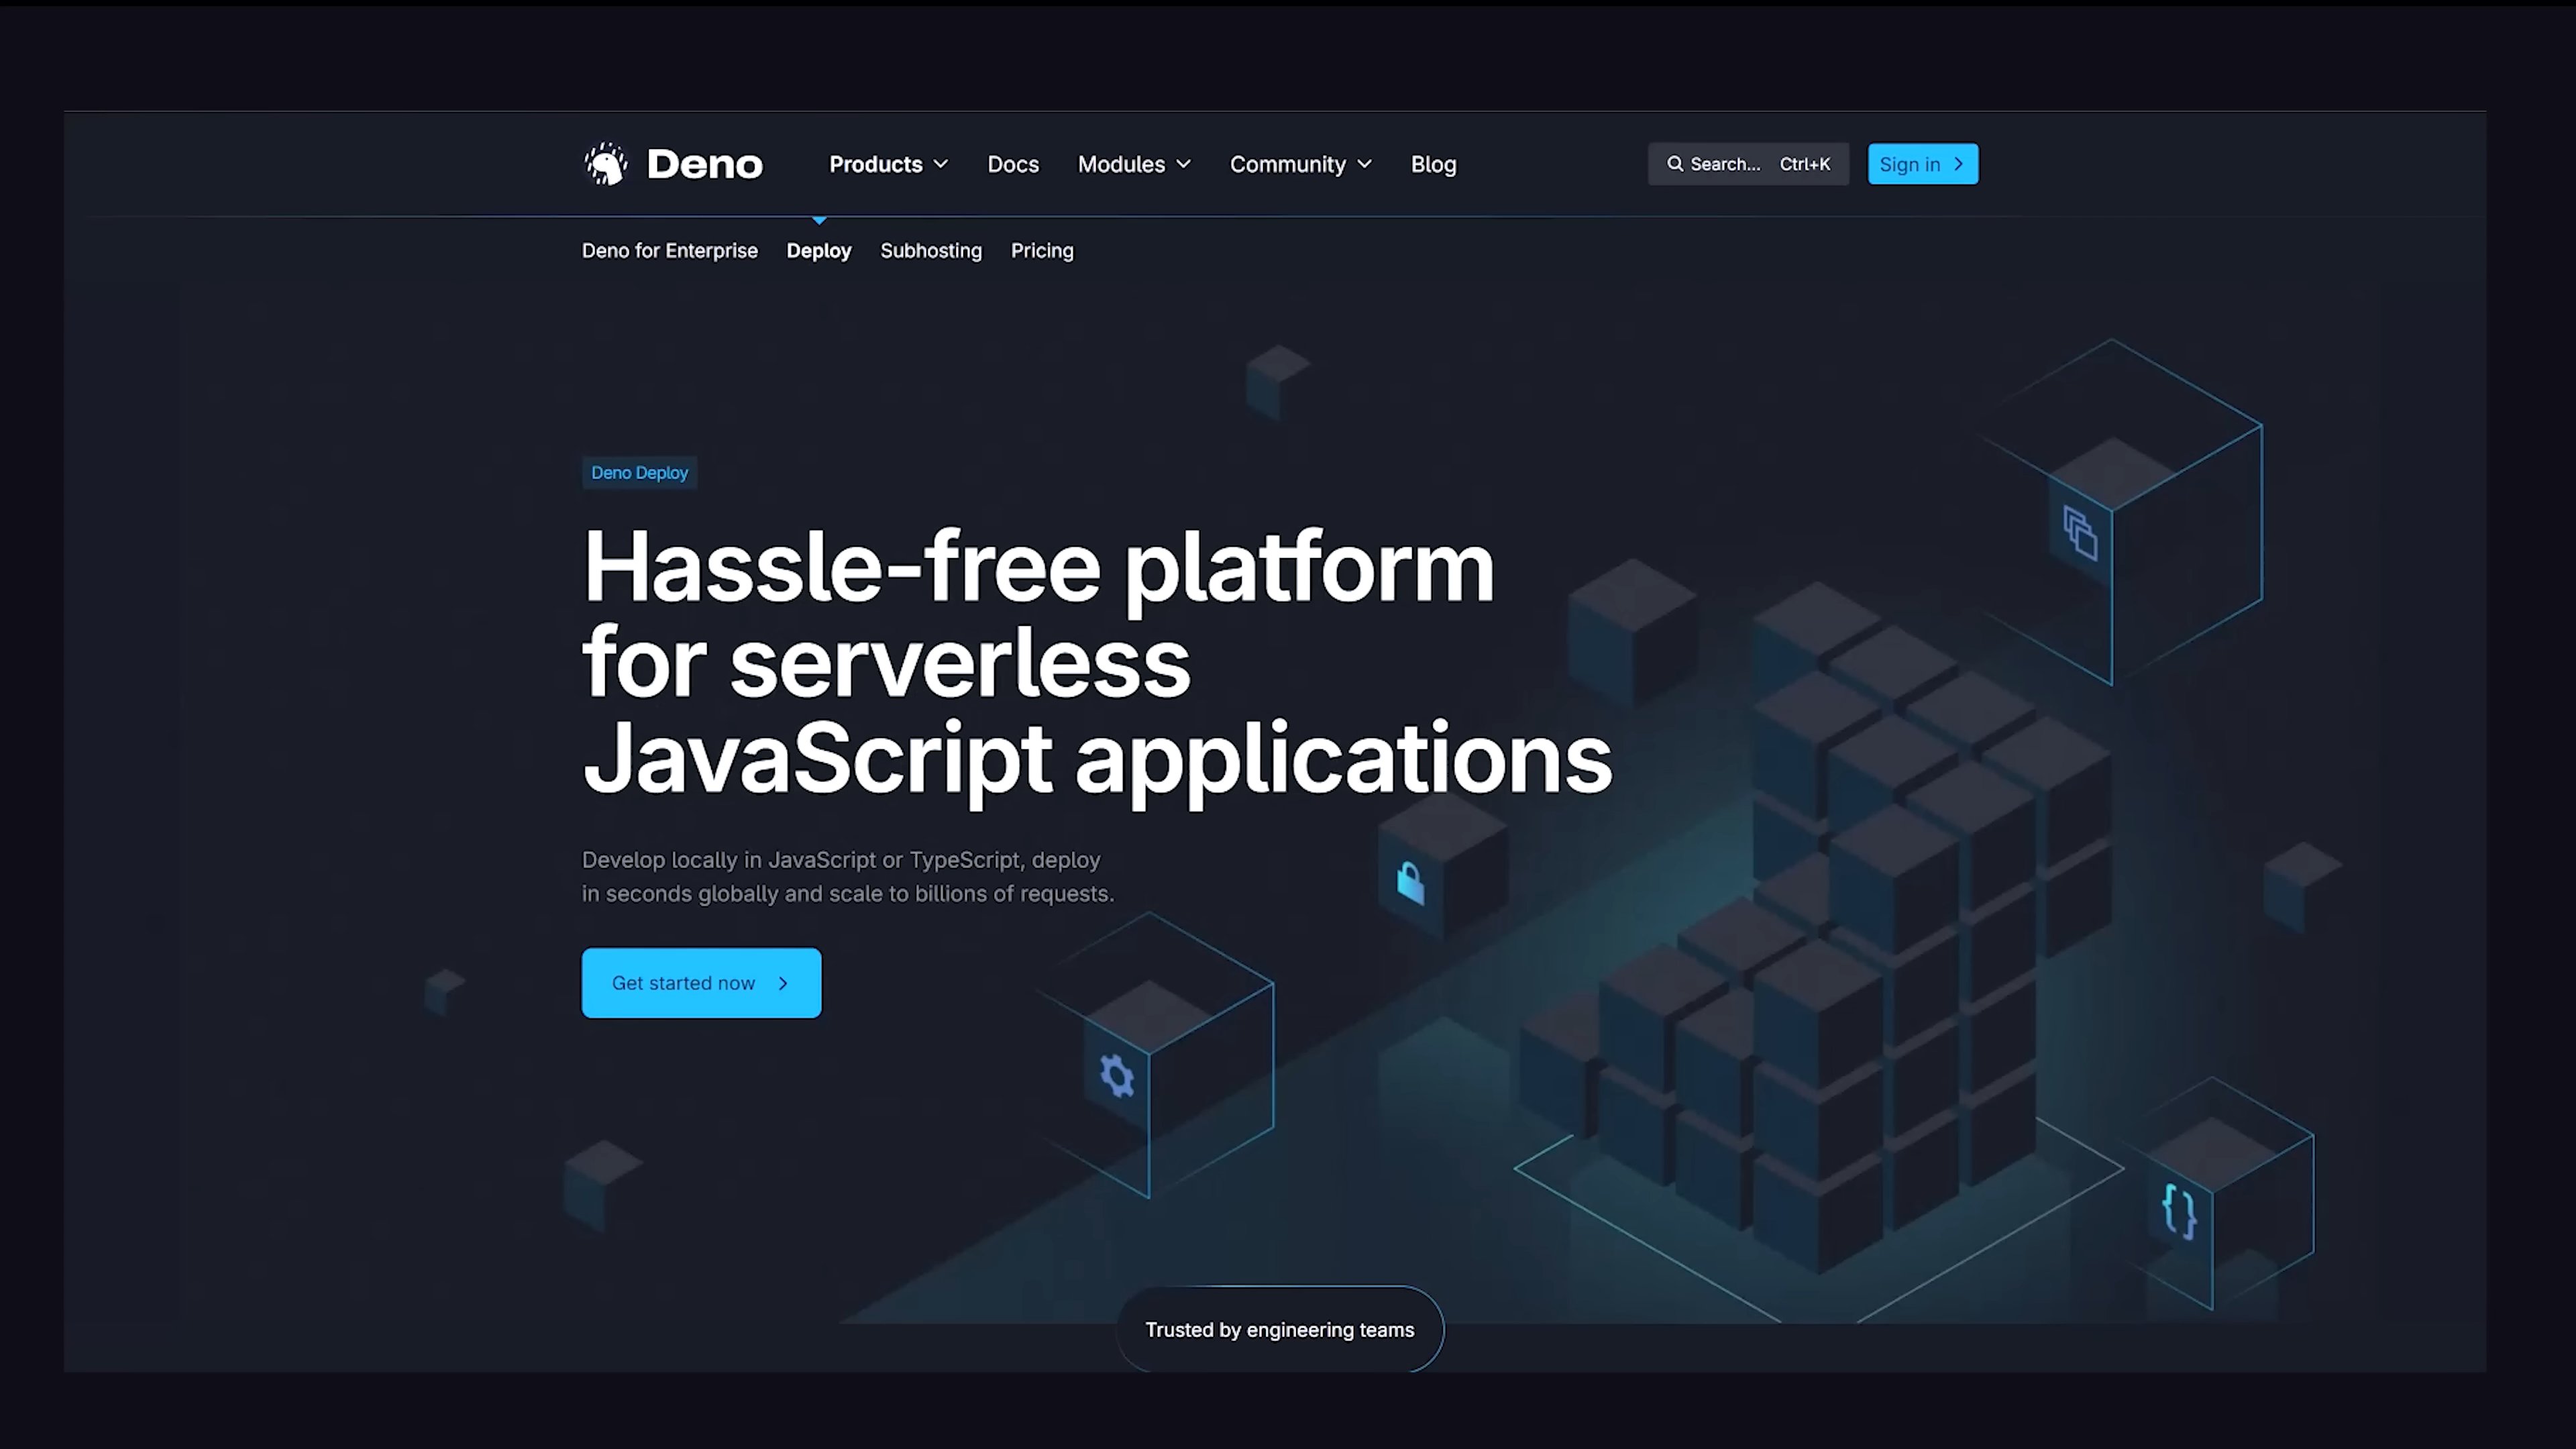 Deno
Products
Docs
Modules
Community
Blog
Search... Ctrl+K
Sign in
Deno for Enterprise
Deploy
Subhosting
Pricing
Deno Deploy
Hassle-free platform
for serverless
JavaScript applications
Develop locally in JavaScript or TypeScript, deploy
in seconds globally and scale to billions of requests.
Get started now
{}
Trusted by engineering teams